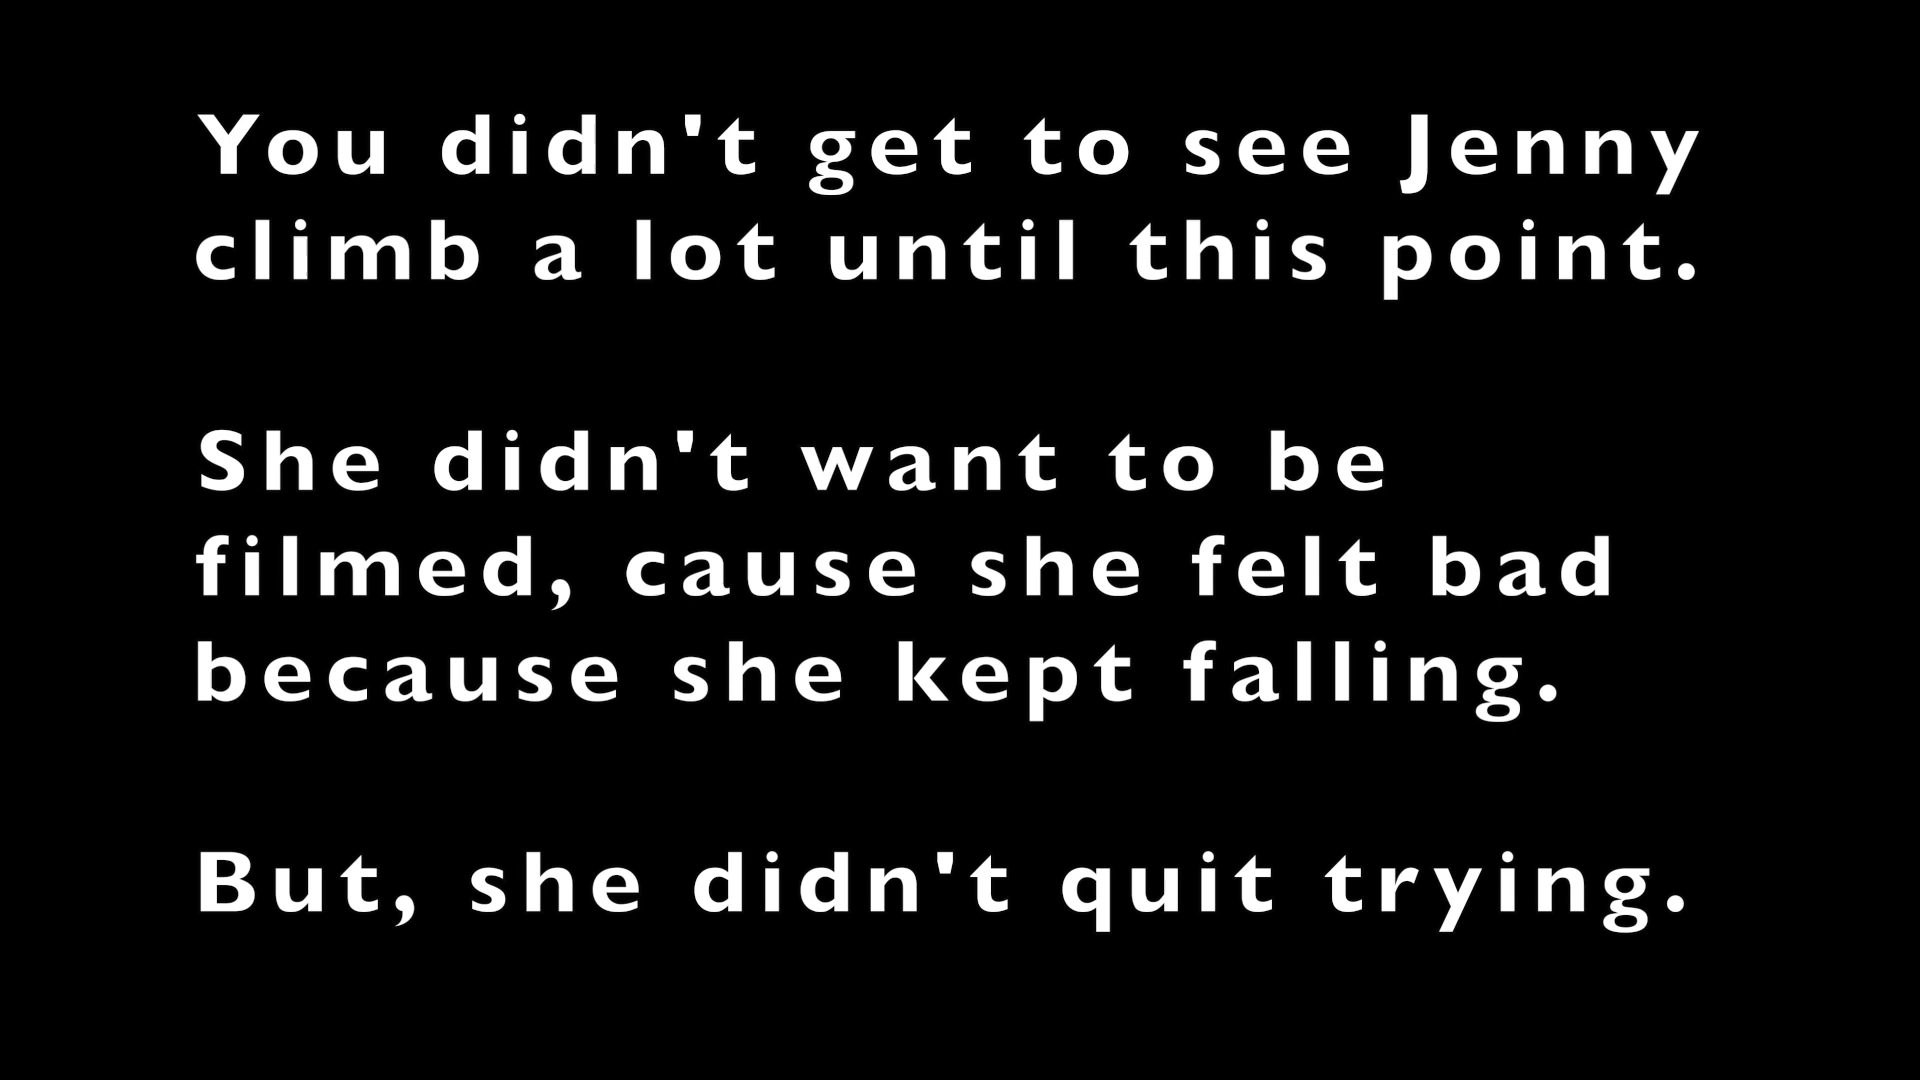 You didn't get to see Jenny
climb a lot until this point.
She didn't want to be
filmed, cause she felt bad
because she kept falling.
But, she didn't quit trying.